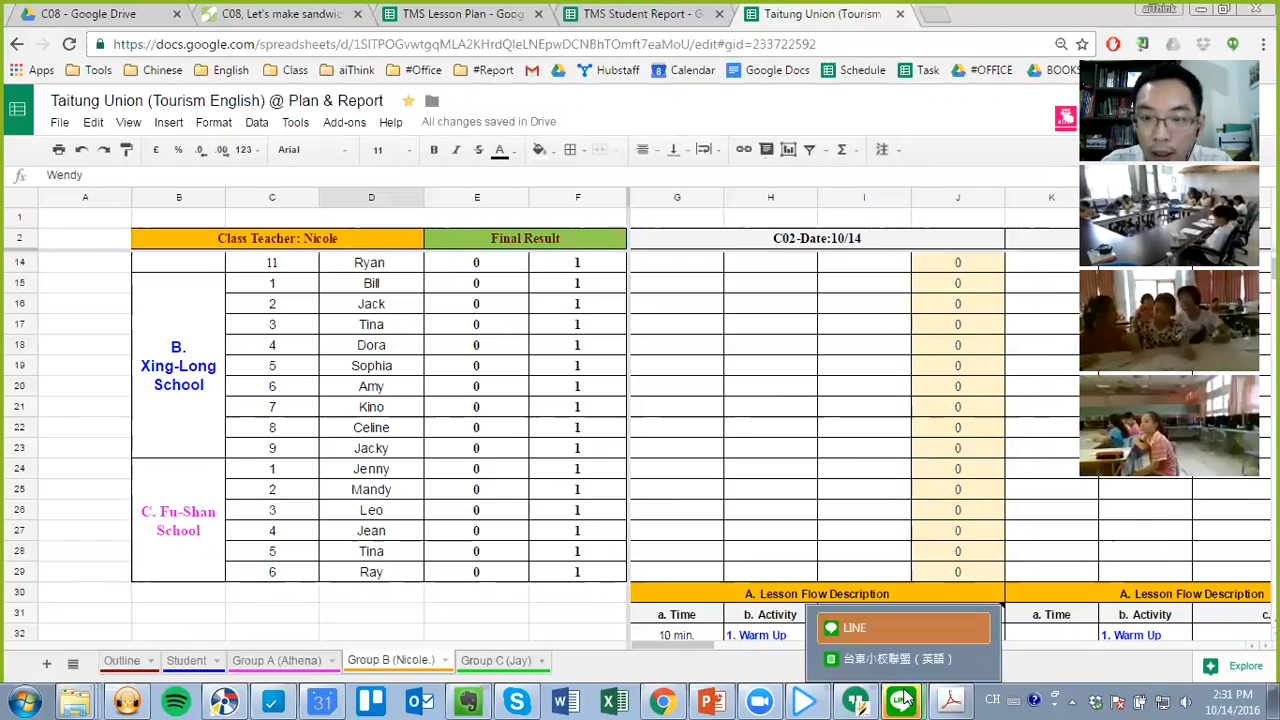 C08 - Google Drive
C08, Let's make sandwic
TMS Lesson Plan - Goog
TMS Student Report - Goo
Taitung Union (Tourism
aiThink
https://docs.google.com/spreadsheets/d/1SITPOGvwtgqMLA2KHrdQeLNEpwDCNBhTOmft7eaMoU/edit#gid=233722592
Apps Tools Chinese English Class aiThink #Office #Report Hubstaff Calendar Google Docs Schedule Task #OFFICE BOOK
Taitung Union (Tourism English) @ Plan & Report
File Edit View Insert Format Data Tools Add-ons Help All changes saved in Drive
£ % .0 .00 123 Arial 11 B I S A
fx Wendy
A B C D E F G H I J K
1
2 Class Teacher: Nicole Final Result C02-Date:10/14
14 11 Ryan 0 1 0
15 1 Bill 0 1 0
16 2 Jack 0 1 0
17 3 Tina 0 1 0
18 4 Dora 0 1 0
B.
Xing-Long
School
19 5 Sophia 0 1 0
20 6 Amy 0 1 0
21 7 Kino 0 1 0
22 8 Celine 0 1 0
23 9 Jacky 0 1 0
24 1 Jenny 0 1 0
25 2 Mandy 0 1 0
C. Fu-Shan
School
26 3 Leo 0 1 0
27 4 Jean 0 1 0
28 5 Tina 0 1 0
29 6 Ray 0 1 0
30 A. Lesson Flow Description A. Lesson Flow Description
31 a. Time b. Activity a. Time b. Activity c.
32 10 min. 1. Warm Up 1. Warm Up
LINE
台東小校聯盟（英語）
Outline Student Group A (Athena) Group B (Nicole.) Group C (Jay) Explore
31
CH
2:31 PM
10/14/2016